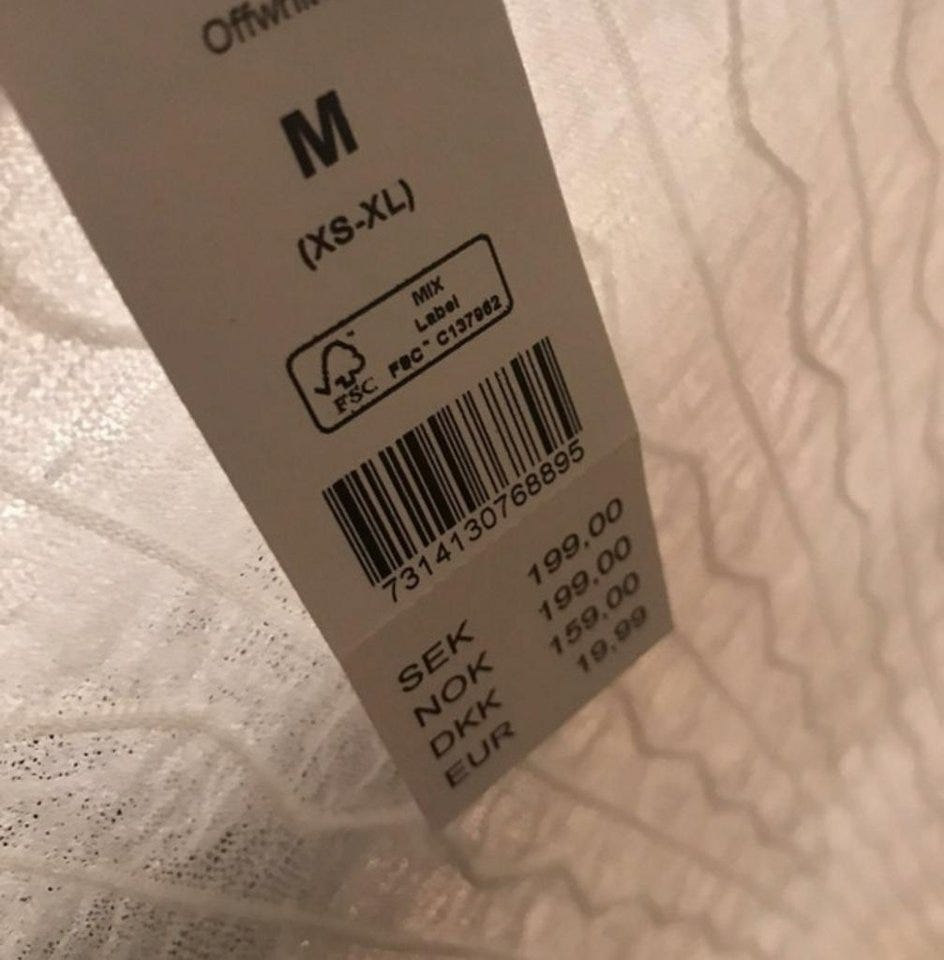 M
(XS-XL)
MIX
Label
FSC™ C137962
FSC
7314130768895
SEK 199.00
NOK 199.00
DKK 159.00
EUR 19.99